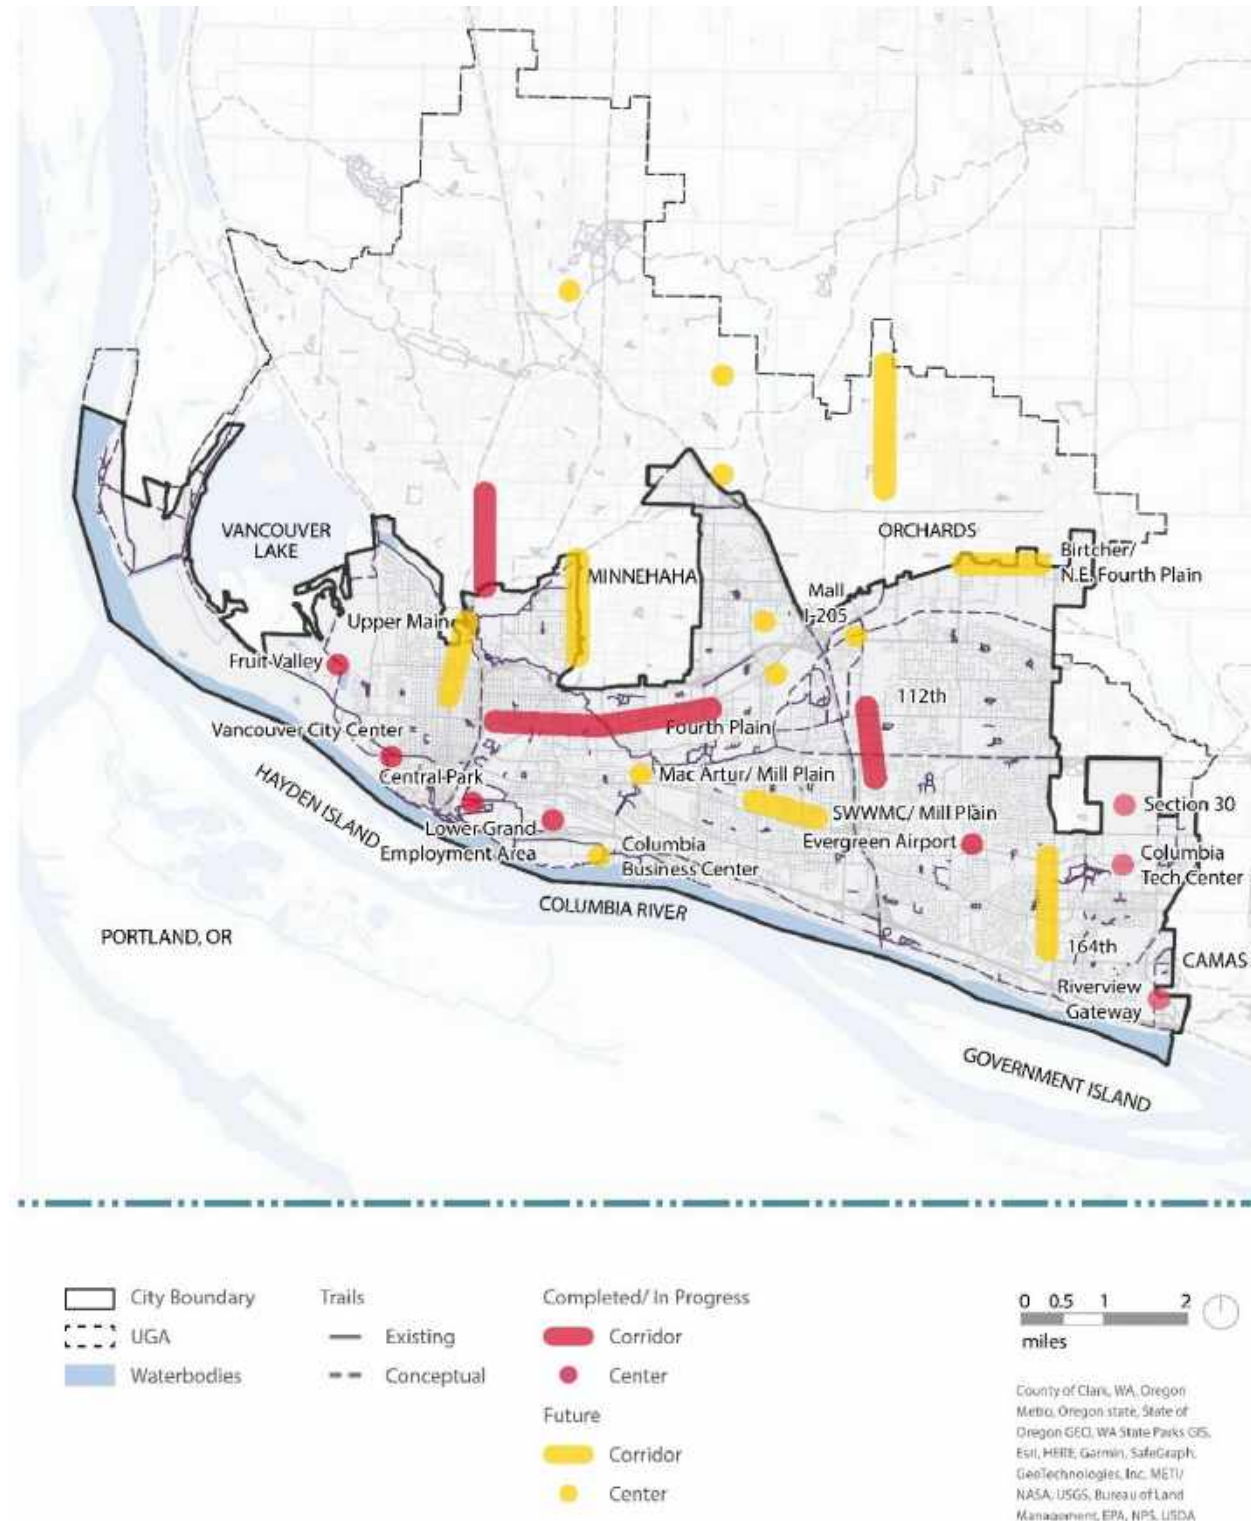 VANCOUVER
LAKE
MINNEHAHA
ORCHARDS
Birtcher/
N.E. Fourth Plain
Mall
I-205
Upper Main
Fruit Valley
112th
Vancouver City Center
Fourth Plain
Central Park
Mac Artur/ Mill Plain
HAYDEN ISLAND
Lower Grand
Employment Area
SWWMC/ Mill Plain
Evergreen Airport
Section 30
Columbia
Business Center
Columbia
Tech Center
COLUMBIA RIVER
PORTLAND, OR
164th
CAMAS
Riverview
Gateway
GOVERNMENT ISLAND
City Boundary
UGA
Waterbodies
Trails
Existing
Conceptual
Completed/ In Progress
Corridor
Center
Future
Corridor
Center
0 0.5 1 2
miles
County of Clark, WA, Oregon
Metro, Oregon state, State of
Oregon GEO, WA State Parks GIS,
Esri, HERE, Garmin, SafeGraph,
GeoTechnologies, Inc, METI/
NASA, USGS, Bureau of Land
Management, EPA, NPS, USDA